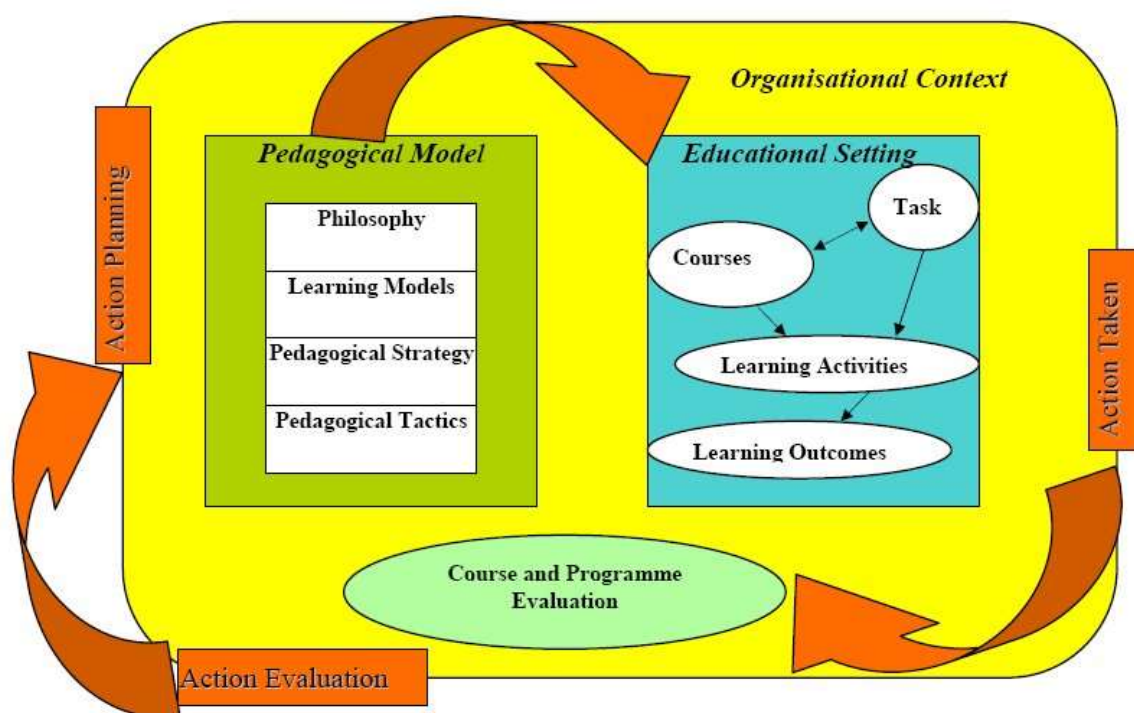 Organisational Context
Pedagogical Model
Philosophy
Learning Models
Pedagogical Strategy
Pedagogical Tactics
Educational Setting
Task
Courses
Learning Activities
Learning Outcomes
Course and Programme
Evaluation
Action Planning
Action Taken
Action Evaluation